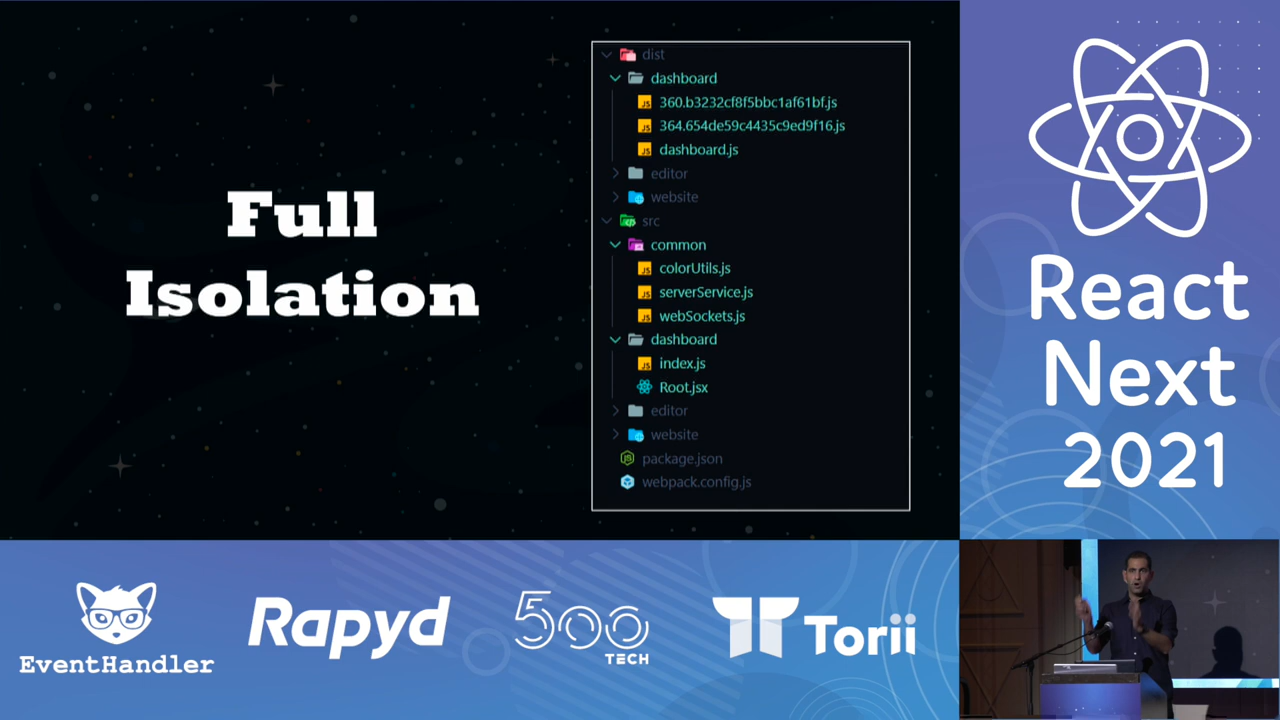 Full
Isolation
dist
dashboard
360.b3232cf8f5bbc1af61bf.js
364.654de59c4435c9ed9f16.js
dashboard.js
editor
website
src
common
colorUtils.js
serverService.js
webSockets.js
dashboard
index.js
Root.jsx
editor
website
package.json
webpack.config.js
React
Next
2021
EventHandler
Rapyd
500
TECH
Torii